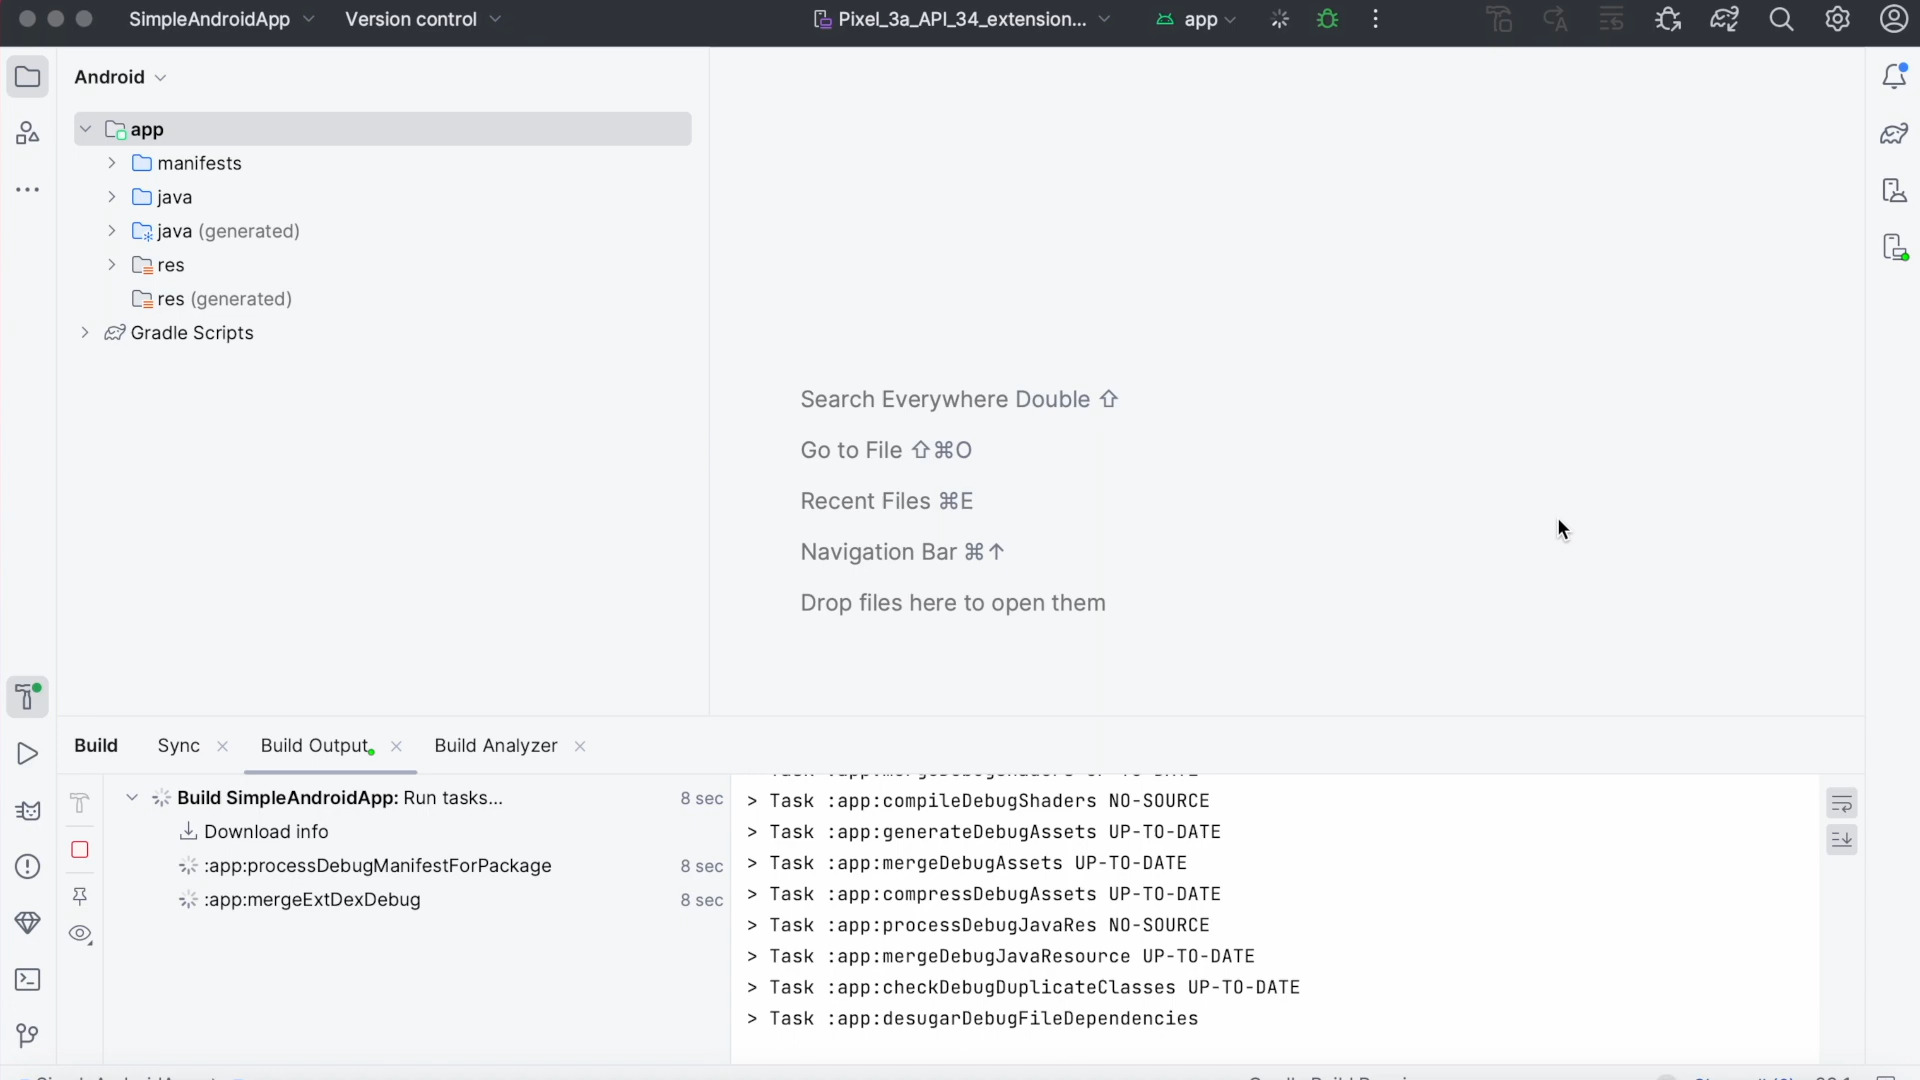 SimpleAndroidApp
Version control
Pixel_3a_API_34_extension...
app
Android
app
manifests
java
java (generated)
res
res (generated)
Gradle Scripts
Search Everywhere Double ⇧
Go to File ⇧⌘O
Recent Files ⌘E
Navigation Bar ⌘↑
Drop files here to open them
Build
Sync
Build Output
Build Analyzer
Build SimpleAndroidApp: Run tasks... 8 sec
Download info
:app:processDebugManifestForPackage 8 sec
:app:mergeExtDexDebug 8 sec
> Task :app:compileDebugShaders NO-SOURCE
> Task :app:generateDebugAssets UP-TO-DATE
> Task :app:mergeDebugAssets UP-TO-DATE
> Task :app:compressDebugAssets UP-TO-DATE
> Task :app:processDebugJavaRes NO-SOURCE
> Task :app:mergeDebugJavaResource UP-TO-DATE
> Task :app:checkDebugDuplicateClasses UP-TO-DATE
> Task :app:desugarDebugFileDependencies